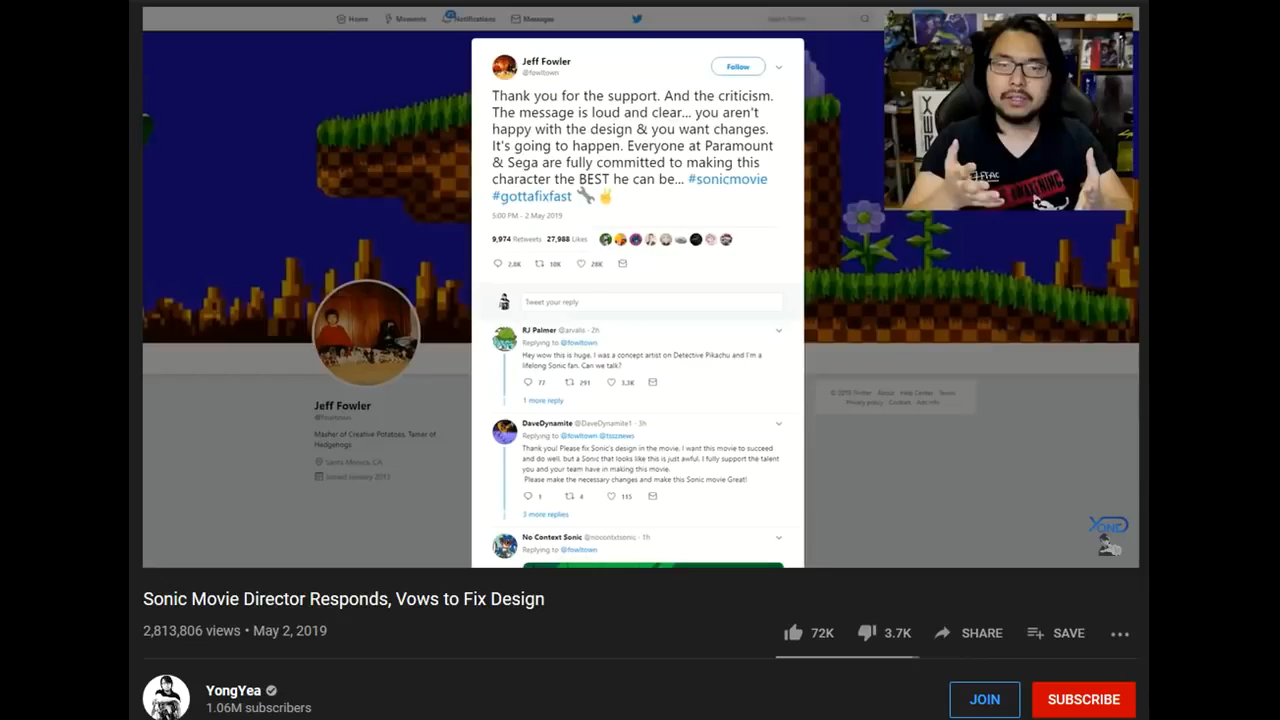 Home Moments Notifications Messages Search Twitter
Jeff Fowler
@fowltown
Follow
Thank you for the support. And the criticism.
The message is loud and clear... you aren't
happy with the design & you want changes.
It's going to happen. Everyone at Paramount
& Sega are fully committed to making this
character the BEST he can be... #sonicmovie
#gottafixfast 🔧✌
5:00 PM - 2 May 2019
9,974 Retweets 27,988 Likes
2.8K 10K 28K
Tweet your reply
RJ Palmer @arvalis · 2h
Replying to @fowltown
Hey wow this is huge. I was a concept artist on Detective Pikachu and I'm a
lifelong Sonic fan. Can we talk?
77 291 3.3K
1 more reply
Jeff Fowler
@fowltown
Master of Creative Potatoes, Tamer of
Hedgehogs
Santa Monica, CA
Joined January 2011
© 2019 Twitter About Help Center Terms
Privacy policy Cookies Ads info
DaveDynamite @DaveDynamite1 · 3h
Replying to @fowltown @tssznews
Thank you! Please fix Sonic's design in the movie. I want this movie to succeed
and do well, but a Sonic that looks like this is just awful. I fully support the talent
you and your team have in making this movie.
Please make the necessary changes and make this Sonic movie Great!
1 4 115
3 more replies
No Context Sonic @nocontxtsonic · 1h
Replying to @fowltown
AWAKENING
YONG
Sonic Movie Director Responds, Vows to Fix Design
2,813,806 views • May 2, 2019
72K 3.7K SHARE SAVE
YongYea
1.06M subscribers
JOIN SUBSCRIBE